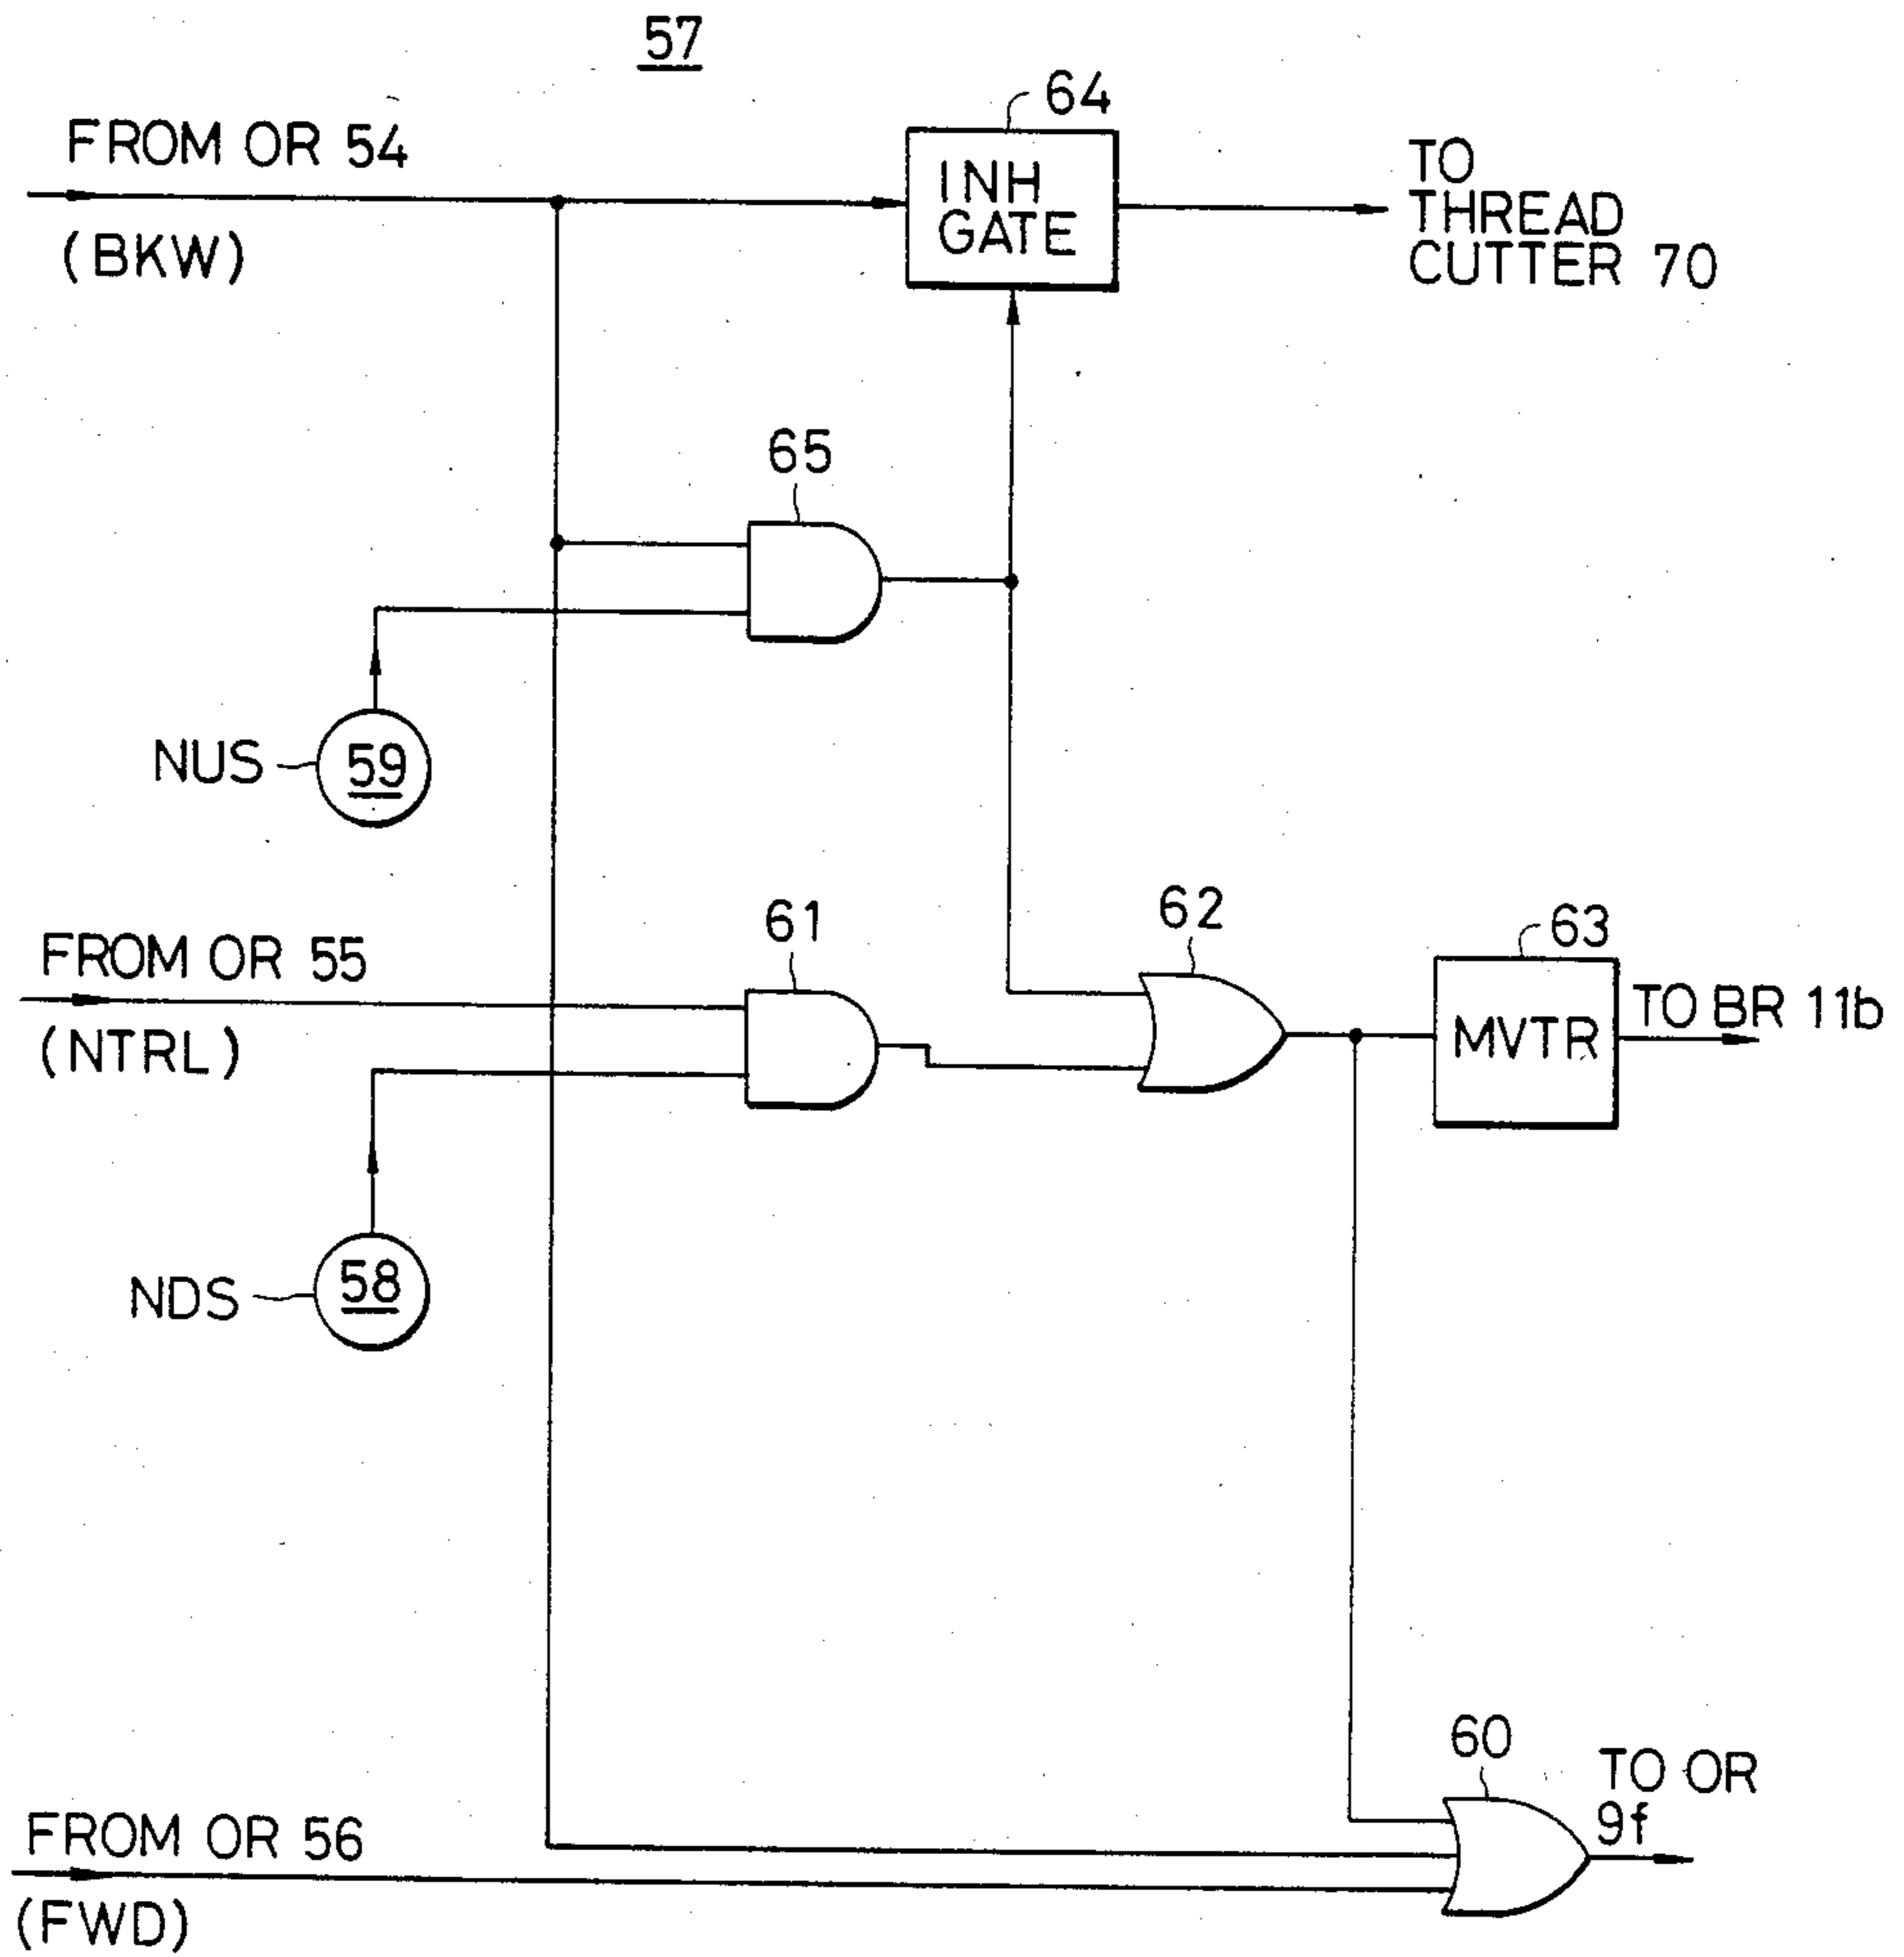 57
64
FROM OR 54
INH
GATE
TO
THREAD
CUTTER 70
(BKW)
65
NUS
59
61
62
63
FROM OR 55
MVTR
TO BR 11b
(NTRL)
NDS
58
60
TO OR
9f
FROM OR 56
(FWD)